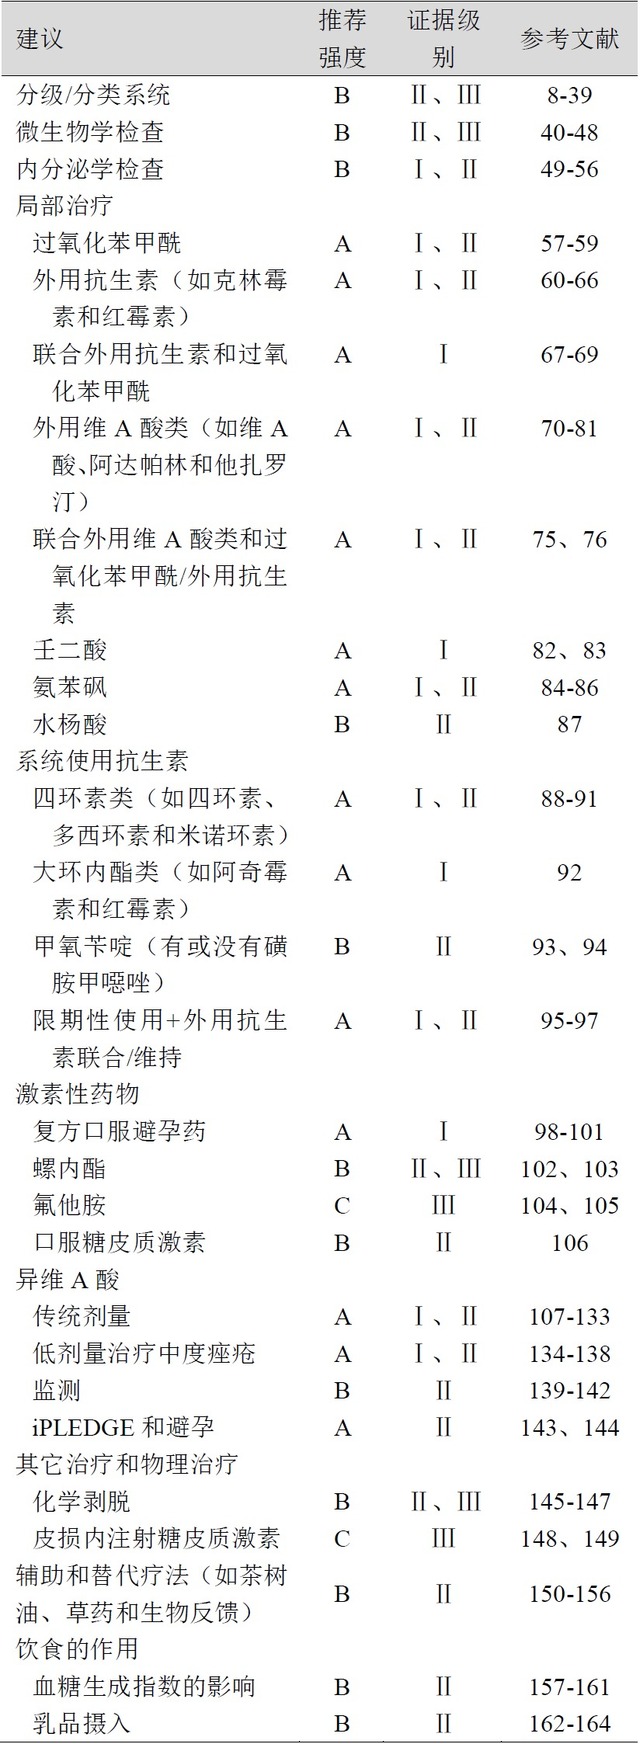 建议 推荐强度 证据级别 参考文献
分级/分类系统 B Ⅱ、Ⅲ 8-39
微生物学检查 B Ⅱ、Ⅲ 40-48
内分泌学检查 B Ⅰ、Ⅱ 49-56
局部治疗
过氧化苯甲酰 A Ⅰ、Ⅱ 57-59
外用抗生素（如克林霉 A Ⅰ、Ⅱ 60-66
素和红霉素）
联合外用抗生素和过氧 A Ⅰ 67-69
化苯甲酰
外用维 A 酸类（如维 A A Ⅰ、Ⅱ 70-81
酸、阿达帕林和他扎罗
汀）
联合外用维 A 酸类和过 A Ⅰ、Ⅱ 75、76
氧化苯甲酰/外用抗生
素
壬二酸 A Ⅰ 82、83
氨苯砜 A Ⅰ、Ⅱ 84-86
水杨酸 B Ⅱ 87
系统使用抗生素
四环素类（如四环素、 A Ⅰ、Ⅱ 88-91
多西环素和米诺环素）
大环内酯类（如阿奇霉 A Ⅰ 92
素和红霉素）
甲氧苄啶（有或没有磺 B Ⅱ 93、94
胺甲噁唑）
限期性使用+外用抗生 A Ⅰ、Ⅱ 95-97
素联合/维持
激素性药物
复方口服避孕药 A Ⅰ 98-101
螺内酯 B Ⅱ、Ⅲ 102、103
氟他胺 C Ⅲ 104、105
口服糖皮质激素 B Ⅱ 106
异维 A 酸
传统剂量 A Ⅰ、Ⅱ 107-133
低剂量治疗中度痤疮 A Ⅰ、Ⅱ 134-138
监测 B Ⅱ 139-142
iPLEDGE 和避孕 A Ⅱ 143、144
其它治疗和物理治疗
化学剥脱 B Ⅱ、Ⅲ 145-147
皮损内注射糖皮质激素 C Ⅲ 148、149
辅助和替代疗法（如茶树
油、草药和生物反馈） B Ⅱ 150-156
饮食的作用
血糖生成指数的影响 B Ⅱ 157-161
乳品摄入 B Ⅱ 162-164